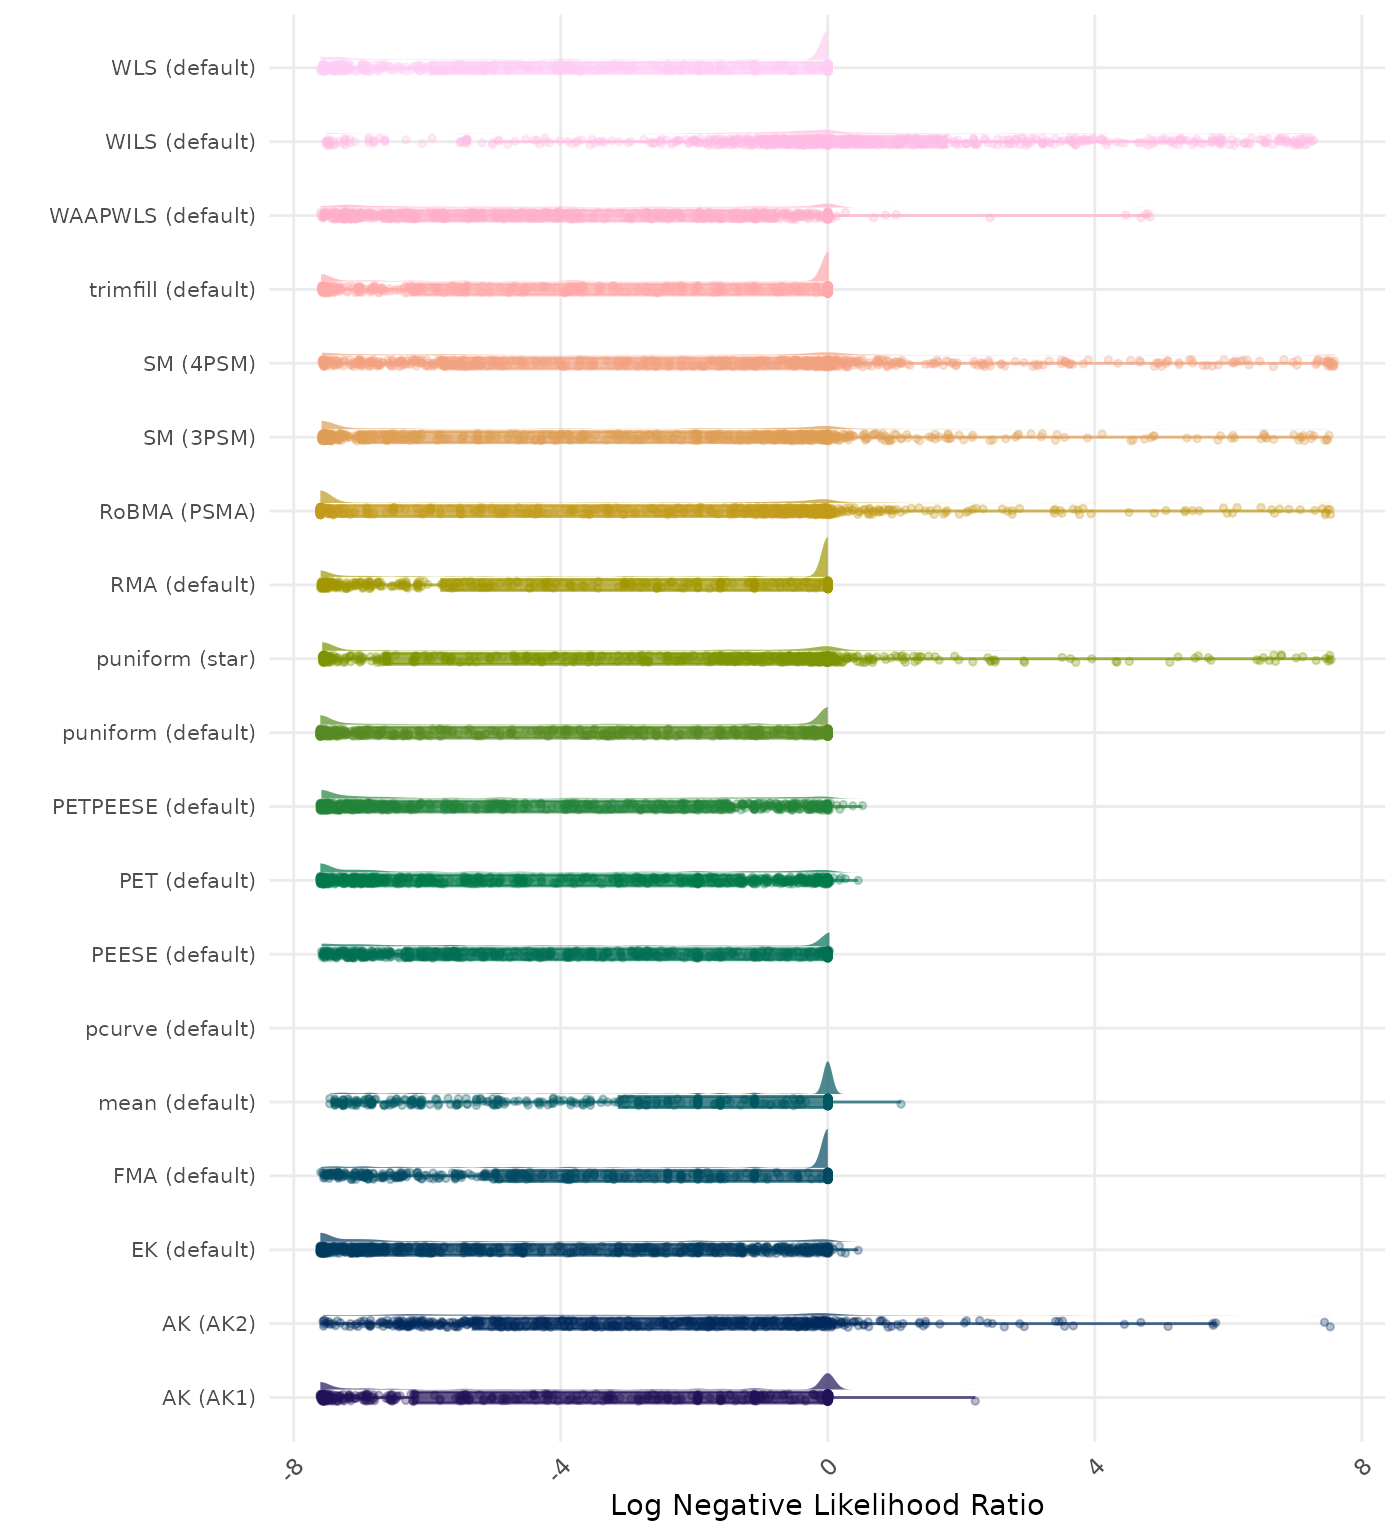 WLS (default)
WILS (default)
WAAPWLS (default)
trimfill (default)
SM (4PSM)
SM (3PSM)
RoBMA (PSMA)
RMA (default)
puniform (star)
puniform (default)
PETPEESE (default)
PET (default)
PEESE (default)
pcurve (default)
mean (default)
FMA (default)
EK (default)
AK (AK2)
AK (AK1)
-8 -4 0 4 8
Log Negative Likelihood Ratio